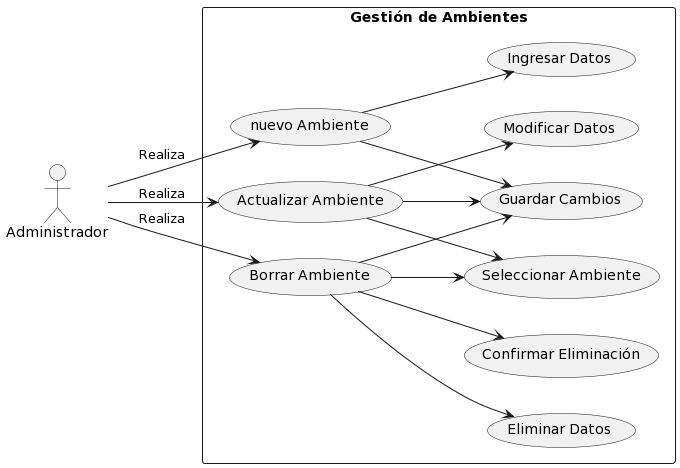 Gestión de Ambientes
Ingresar Datos
nuevo Ambiente
Modificar Datos
Realiza
Realiza
Actualizar Ambiente
Guardar Cambios
Realiza
Administrador
Borrar Ambiente
Seleccionar Ambiente
Confirmar Eliminación
Eliminar Datos